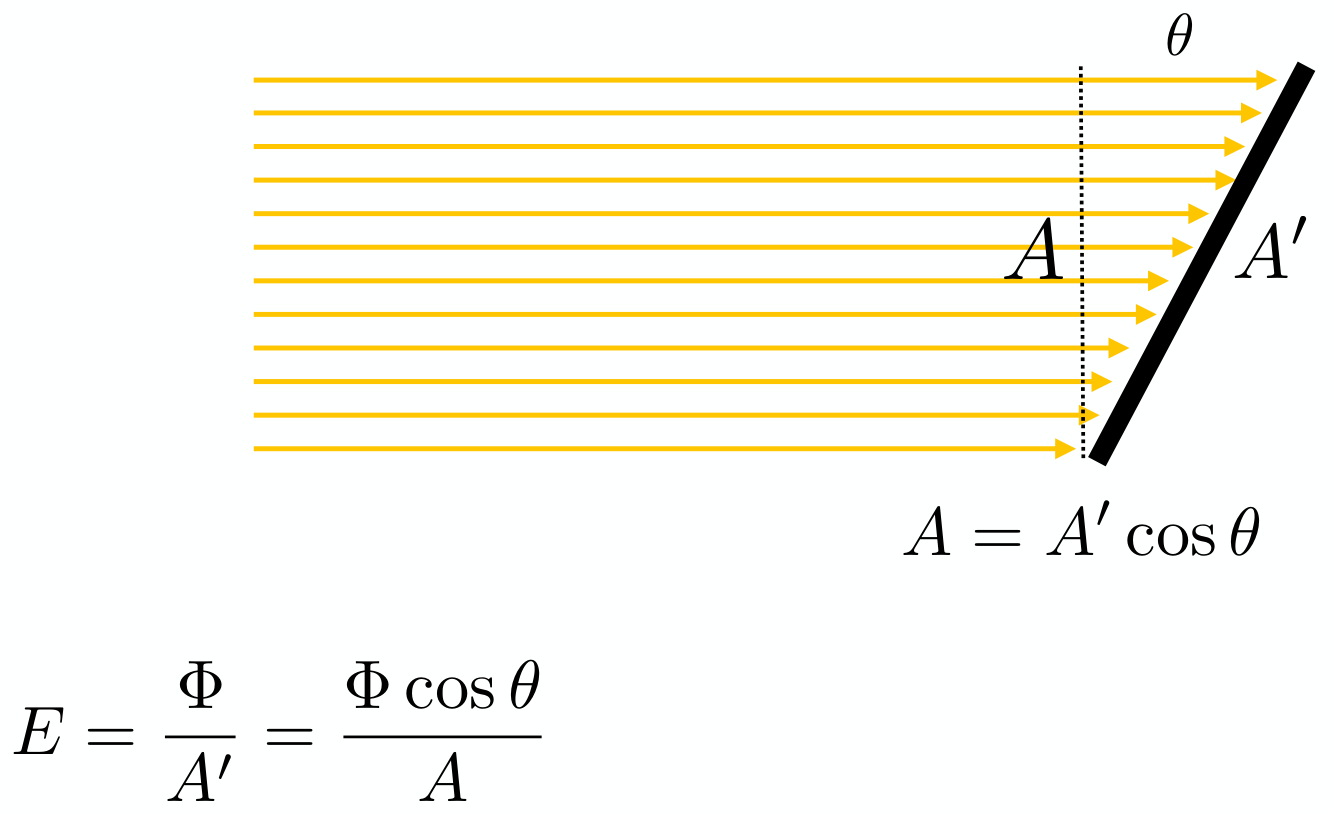 θ
A
A′
A = A′ cos θ
E = Φ/A′ = Φ cos θ/A